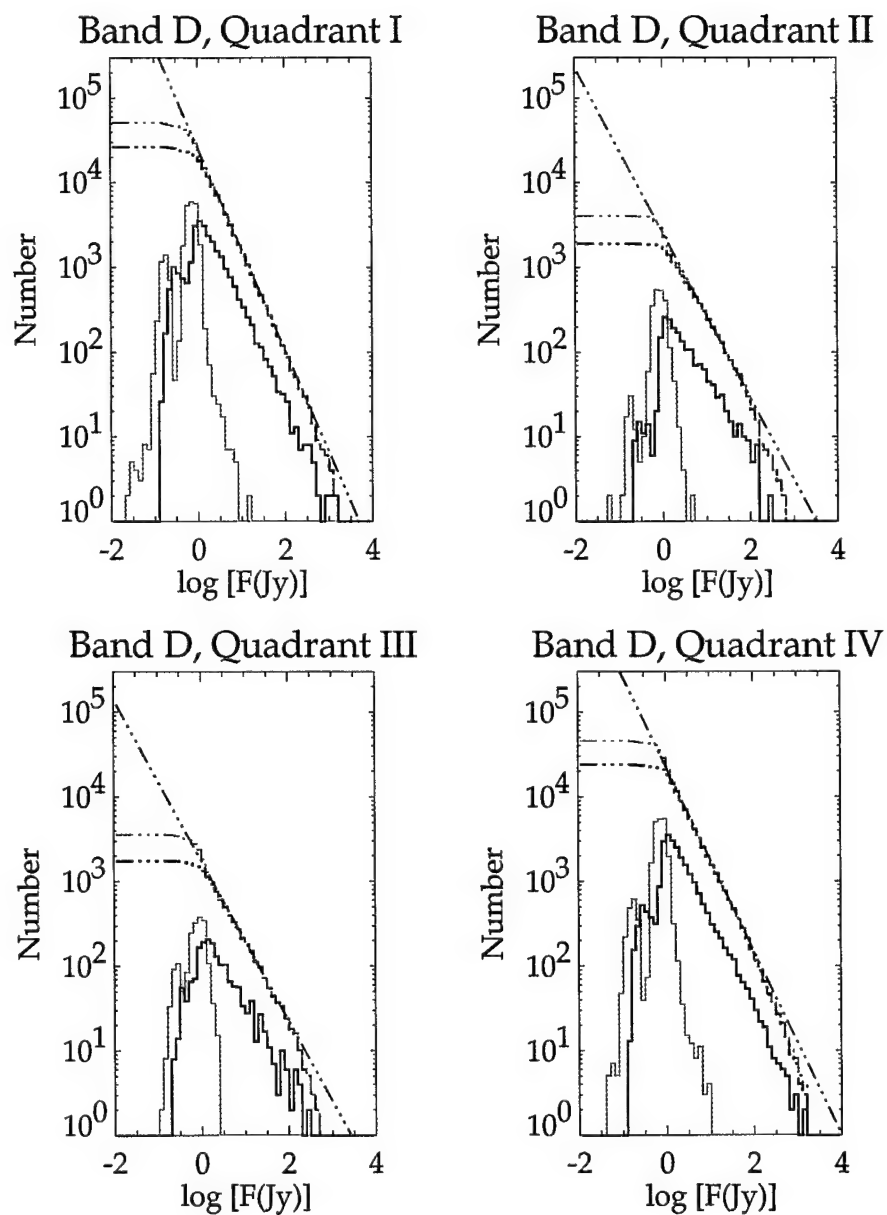 Band D, Quadrant I
10^5
10^4
10^3
10^2
10^1
10^0
Number
-2 0 2 4
log [F(Jy)]
Band D, Quadrant II
10^5
10^4
10^3
10^2
10^1
10^0
Number
-2 0 2 4
log [F(Jy)]
Band D, Quadrant III
10^5
10^4
10^3
10^2
10^1
10^0
Number
-2 0 2 4
log [F(Jy)]
Band D, Quadrant IV
10^5
10^4
10^3
10^2
10^1
10^0
Number
-2 0 2 4
log [F(Jy)]